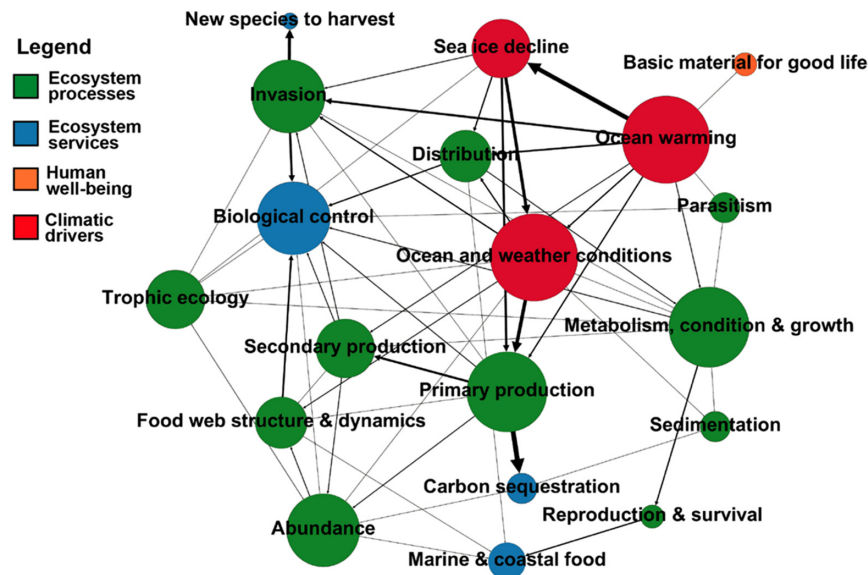 New species to harvest
Legend
Ecosystem
processes
Ecosystem
services
Human
well-being
Climatic
drivers
Sea ice decline
Basic material for good life
Invasion
Ocean warming
Distribution
Parasitism
Biological control
Ocean and weather conditions
Trophic ecology
Metabolism, condition & growth
Secondary production
Primary production
Food web structure & dynamics
Sedimentation
Carbon sequestration
Reproduction & survival
Abundance
Marine & coastal food